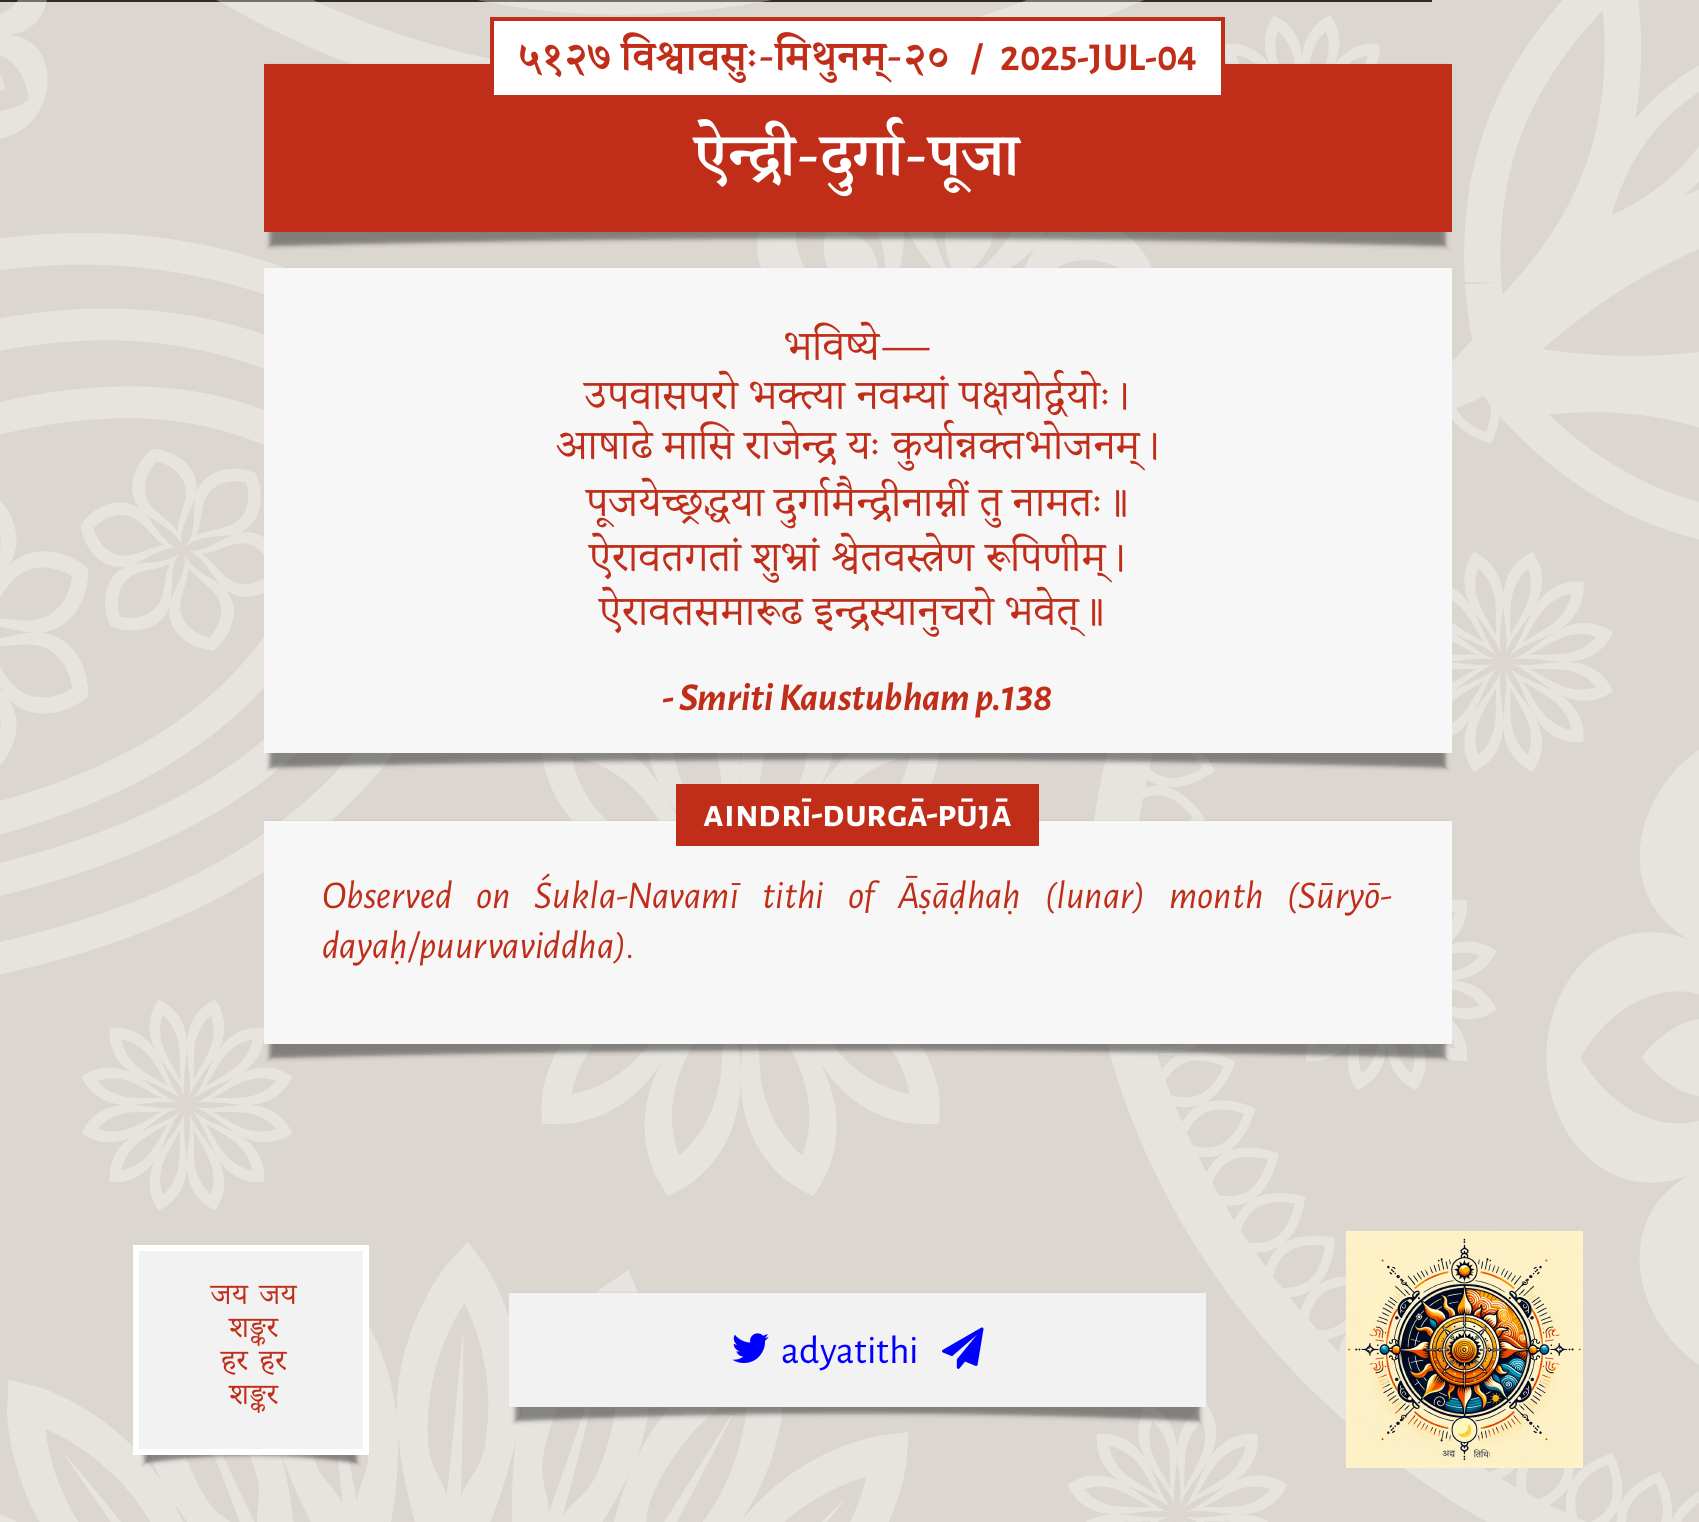 ५१२७ विश्वावसुः-मिथुनम्-२० / 2025-JUL-04
ऐन्द्री-दुर्गा-पूजा
भविष्ये—
उपवासपरो भक्त्या नवम्यां पक्षयोर्द्वयोः।
आषाढे मासि राजेन्द्र यः कुर्यान्नक्तभोजनम्।
पूजयेच्छ्रद्धया दुर्गामैन्द्रीनाम्नीं तु नामतः॥
ऐरावतगतां शुभ्रां श्वेतवस्त्रेण रूपिणीम्।
ऐरावतसमारूढ इन्द्रस्यानुचरो भवेत्॥
- Smriti Kaustubham p.138
AINDRĪ-DURGĀ-PŪJĀ
Observed on Śukla-Navamī tithi of Āṣāḍhaḥ (lunar) month (Sūryō-
dayaḥ/puurvaviddha).
जय जय
शङ्कर
हर हर
शङ्कर
adyatithi
अद्य तिथिः